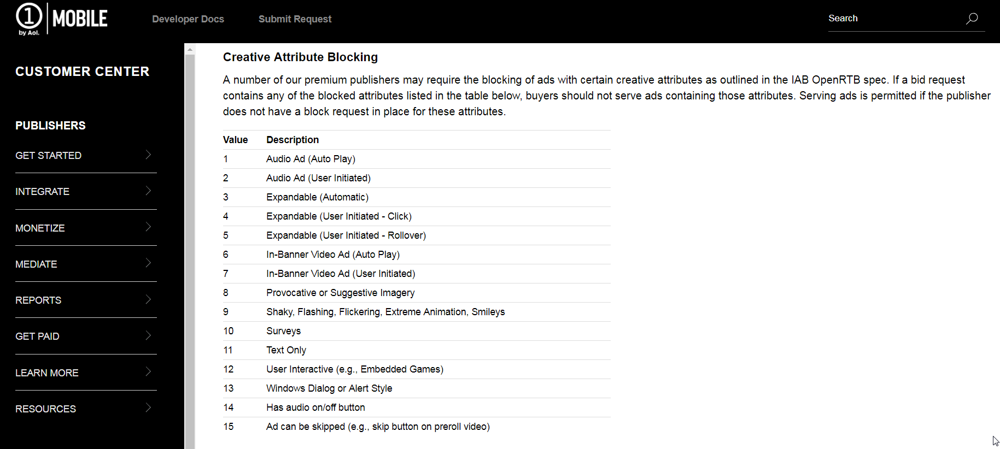 1 MOBILE
by Aol.
Developer Docs
Submit Request
Search
CUSTOMER CENTER
PUBLISHERS
GET STARTED
INTEGRATE
MONETIZE
MEDIATE
REPORTS
GET PAID
LEARN MORE
RESOURCES
Creative Attribute Blocking
A number of our premium publishers may require the blocking of ads with certain creative attributes as outlined in the IAB OpenRTB spec. If a bid request
contains any of the blocked attributes listed in the table below, buyers should not serve ads containing those attributes. Serving ads is permitted if the publisher
does not have a block request in place for these attributes.
Value Description
1 Audio Ad (Auto Play)
2 Audio Ad (User Initiated)
3 Expandable (Automatic)
4 Expandable (User Initiated - Click)
5 Expandable (User Initiated - Rollover)
6 In-Banner Video Ad (Auto Play)
7 In-Banner Video Ad (User Initiated)
8 Provocative or Suggestive Imagery
9 Shaky, Flashing, Flickering, Extreme Animation, Smileys
10 Surveys
11 Text Only
12 User Interactive (e.g., Embedded Games)
13 Windows Dialog or Alert Style
14 Has audio on/off button
15 Ad can be skipped (e.g., skip button on preroll video)